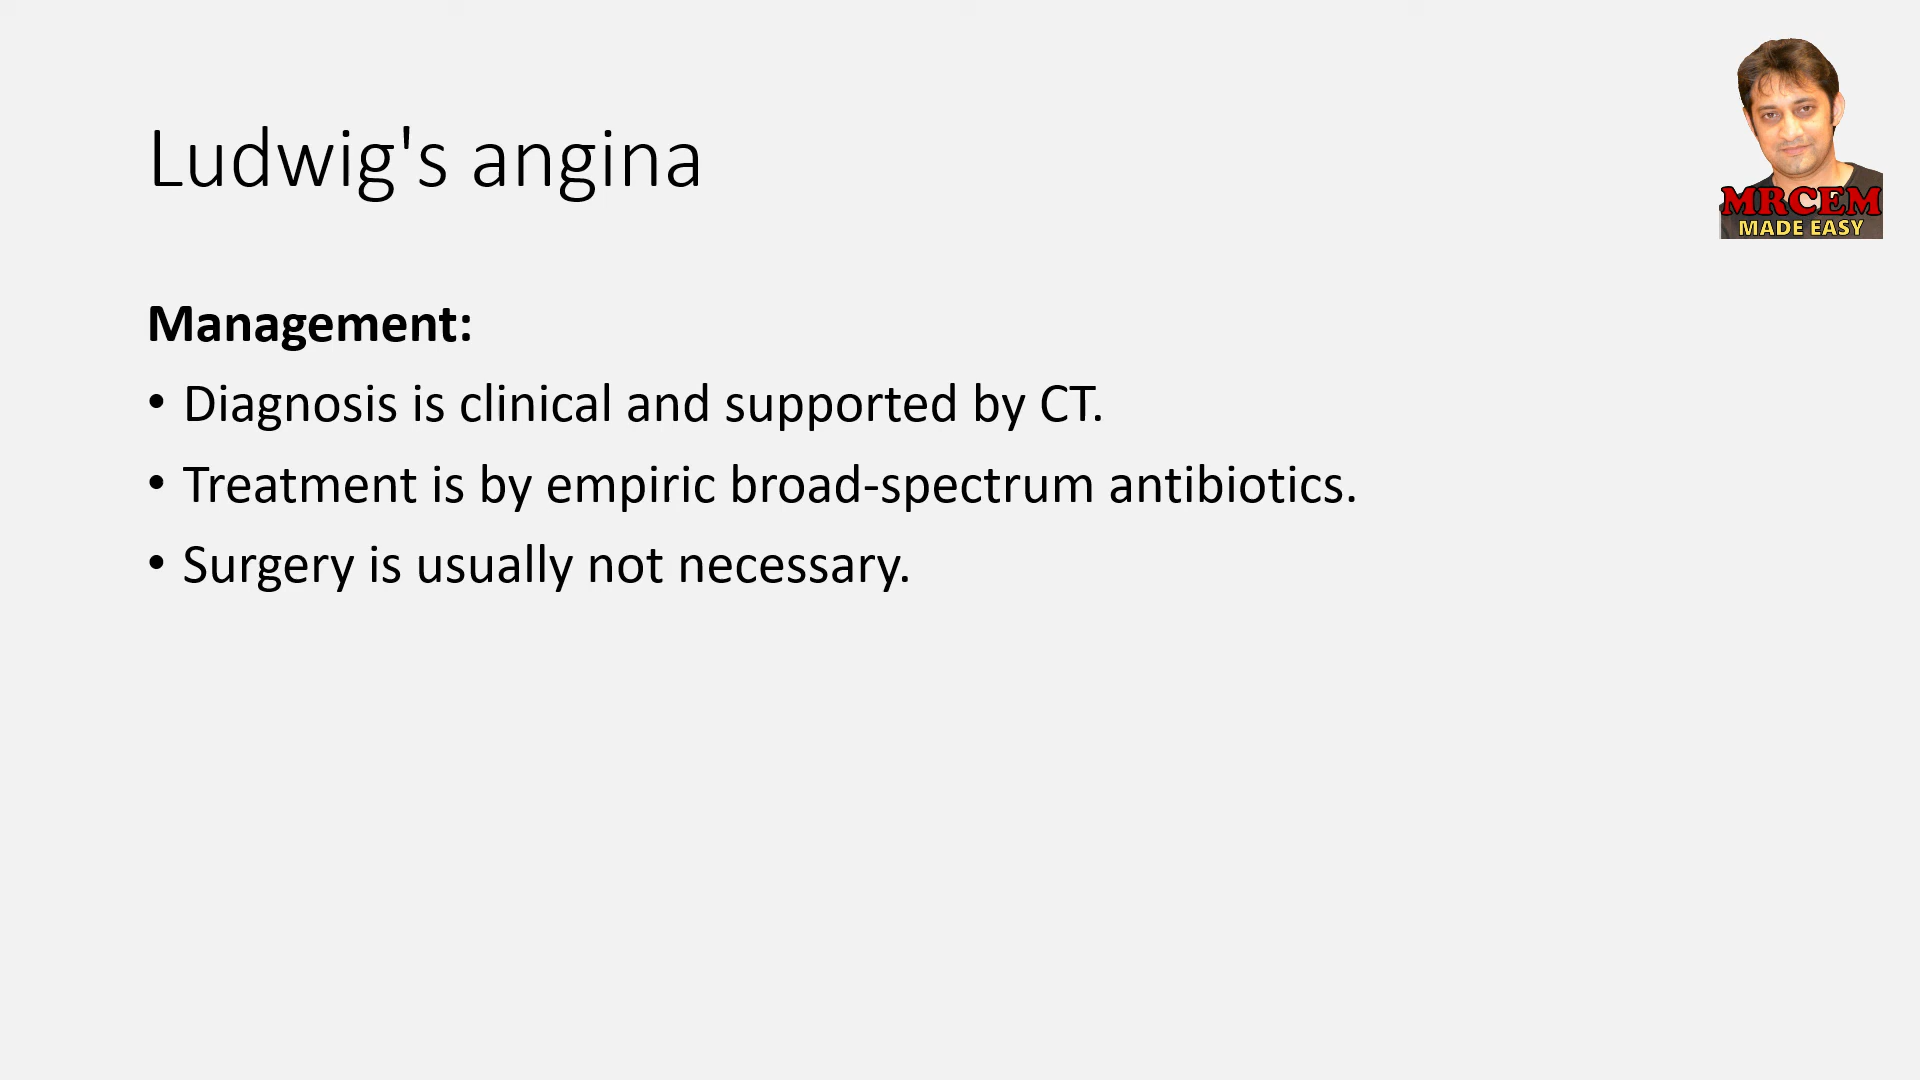 Ludwig's angina
MRCEM
MADE EASY
Management:
• Diagnosis is clinical and supported by CT.
• Treatment is by empiric broad-spectrum antibiotics.
• Surgery is usually not necessary.